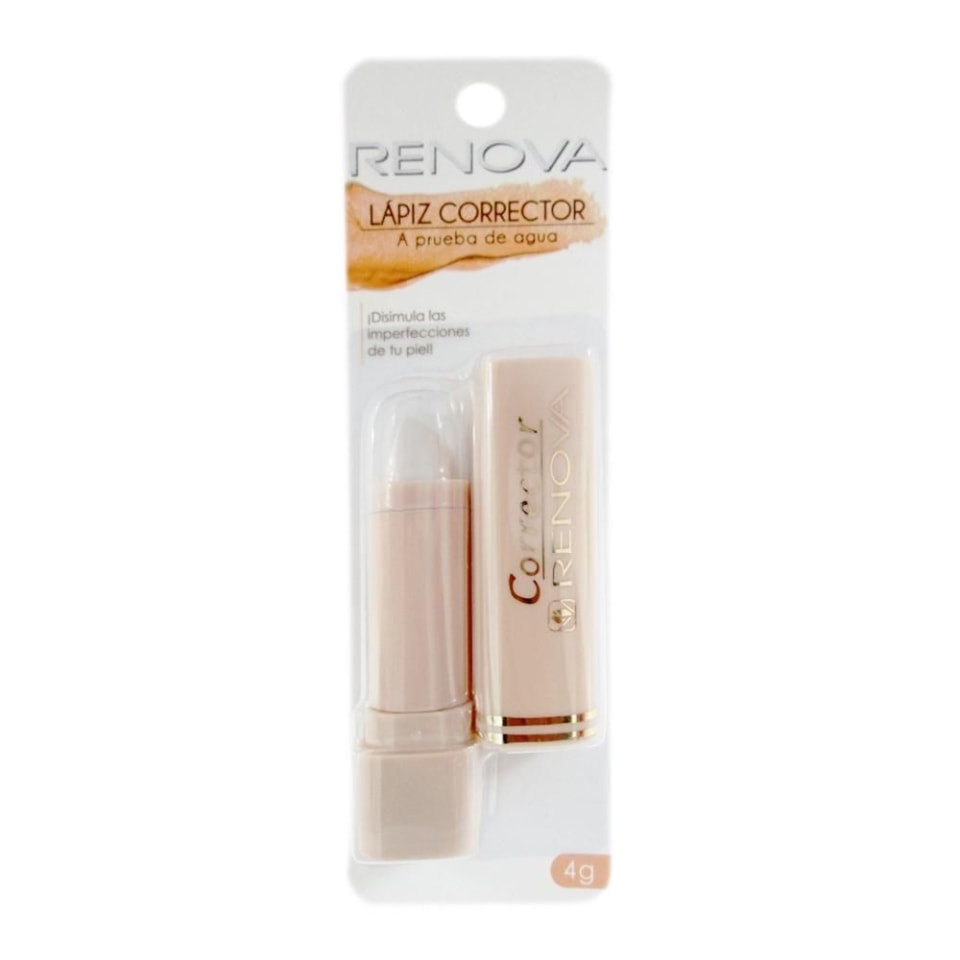 RENOVA
LÁPIZ CORRECTOR
A prueba de agua
¡Disimula las
imperfecciones
de tu piel!
Corrector
RENOVA
4g